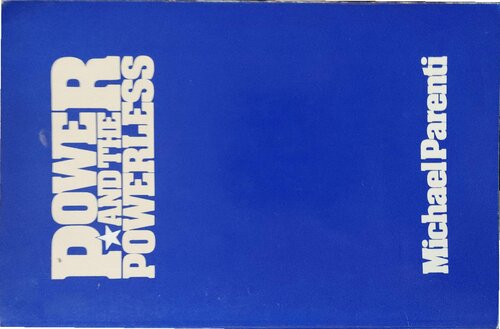 POWER
AND THE
POWERLESS
Michael Parenti